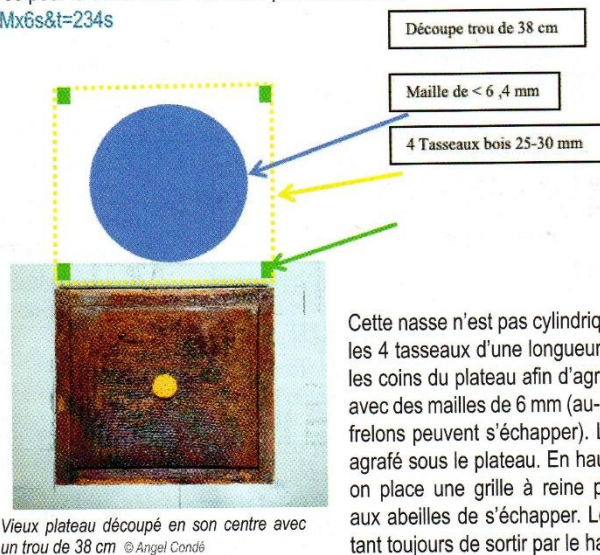 Mx6s&t=234s
Découpe trou de 38 cm
Maille de < 6 ,4 mm
4 Tasseaux bois 25-30 mm
Cette nasse n'est pas cylindriq
les 4 tasseaux d'une longueur
les coins du plateau afin d'agr
avec des mailles de 6 mm (au-
frelons peuvent s'échapper). L
agrafé sous le plateau. En hau
on place une grille à reine p
aux abeilles de s'échapper. Le
tant toujours de sortir par le ha
Vieux plateau découpé en son centre avec
un trou de 38 cm © Angel Condé